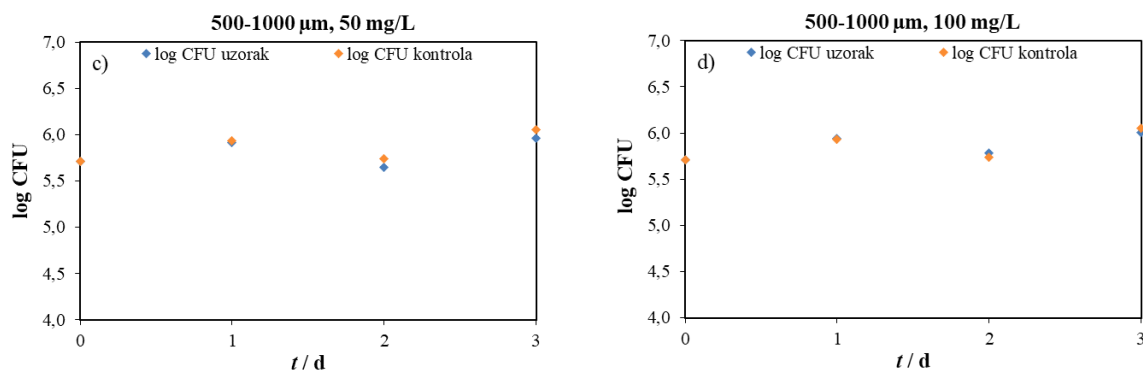 500-1000 µm, 50 mg/L
c)
log CFU uzorak
log CFU kontrola
7,0
6,5
6,0
5,5
5,0
4,5
4,0
log CFU
0 1 2 3
t / d
500-1000 µm, 100 mg/L
d)
log CFU uzorak
log CFU kontrola
7,0
6,5
6,0
5,5
5,0
4,5
4,0
log CFU
0 1 2 3
t / d